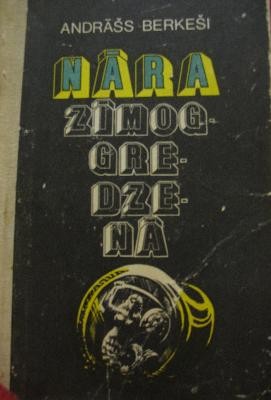 ANDRĀŠS BERKEŠI
NĀRA
ZĪMOG-
GRE-
DZE-
NĀ